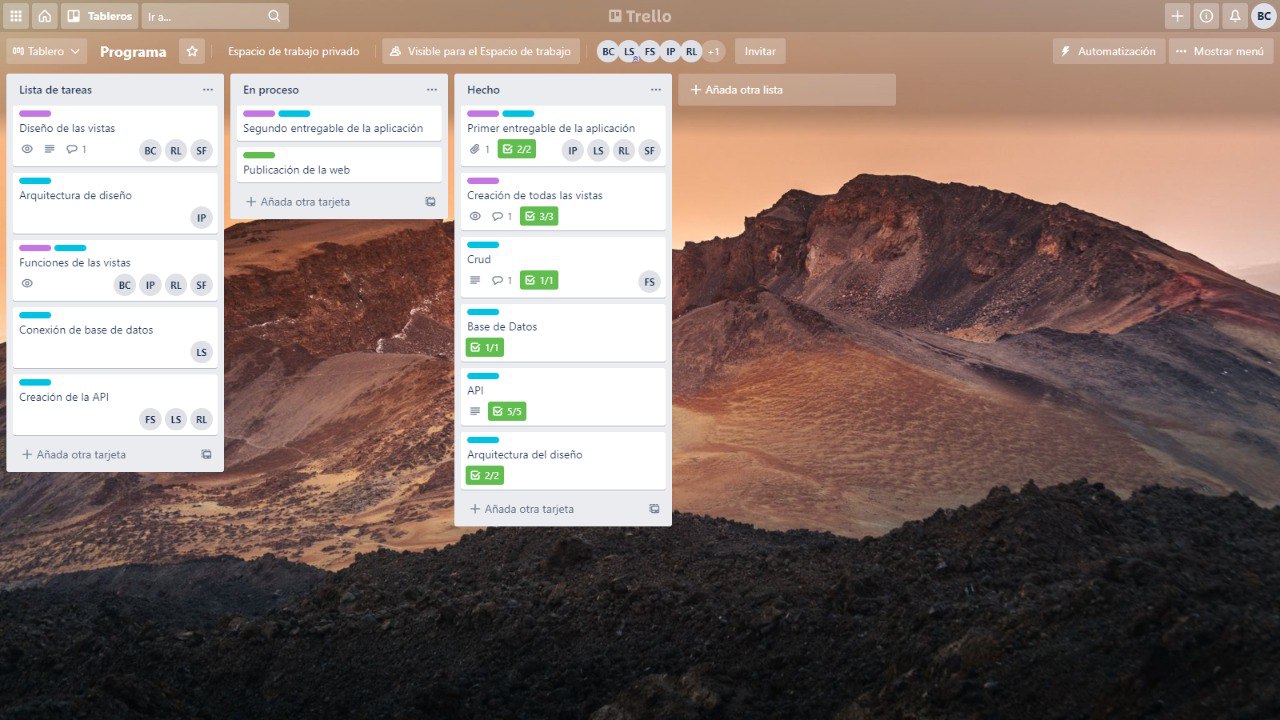 Tableros
Ir a...
Trello
BC
Tablero
Programa
Espacio de trabajo privado
Visible para el Espacio de trabajo
BC LS FS IP RL +1
Invitar
Automatización
Mostrar menú
Lista de tareas
Diseño de las vistas
1
BC RL SF
Arquitectura de diseño
IP
Funciones de las vistas
BC IP RL SF
Conexión de base de datos
LS
Creación de la API
FS LS RL
Añada otra tarjeta
En proceso
Segundo entregable de la aplicación
Publicación de la web
Añada otra tarjeta
Hecho
Primer entregable de la aplicación
1 2/2
IP LS RL SF
Creación de todas las vistas
1 3/3
Crud
1 1/1
FS
Base de Datos
1/1
API
5/5
Arquitectura del diseño
2/2
Añada otra tarjeta
Añada otra lista